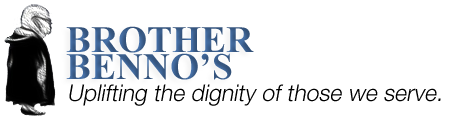 BROTHER
BENNO'S
Uplifting the dignity of those we serve.